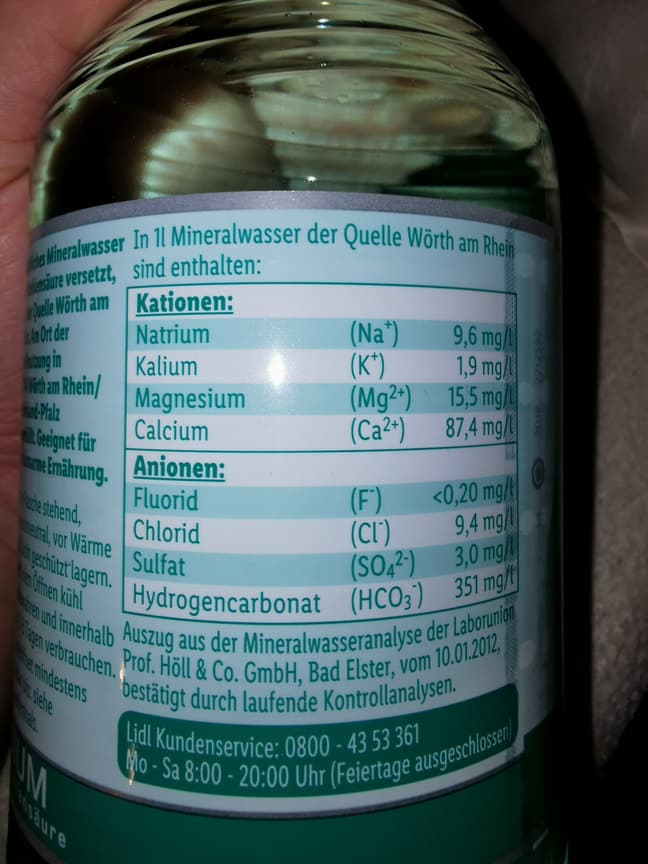 Mineralwasser
versetzt,
Quelle Wörth am
Am Ort der
in
Wörth am Rhein/
Geeignet für
Ernährung.
stehend,
vor Wärme
geschützt lagern.
Öffnen kühl
und innerhalb
verbrauchen.
mindestens
siehe
In 1l Mineralwasser der Quelle Wörth am Rhein
sind enthalten:
Kationen:
Natrium (Na⁺) 9,6 mg/l
Kalium (K⁺) 1,9 mg/l
Magnesium (Mg²⁺) 15,5 mg/l
Calcium (Ca²⁺) 87,4 mg/l
Anionen:
Fluorid (F⁻) <0,20 mg/l
Chlorid (Cl⁻) 9,4 mg/l
Sulfat (SO₄²⁻) 3,0 mg/l
Hydrogencarbonat (HCO₃⁻) 351 mg/l
Auszug aus der Mineralwasseranalyse der Laborunion
Prof. Höll & Co. GmbH, Bad Elster, vom 10.01.2012,
bestätigt durch laufende Kontrollanalysen.
Lidl Kundenservice: 0800 - 43 53 361
Mo - Sa 8:00 - 20:00 Uhr (Feiertage ausgeschlossen)